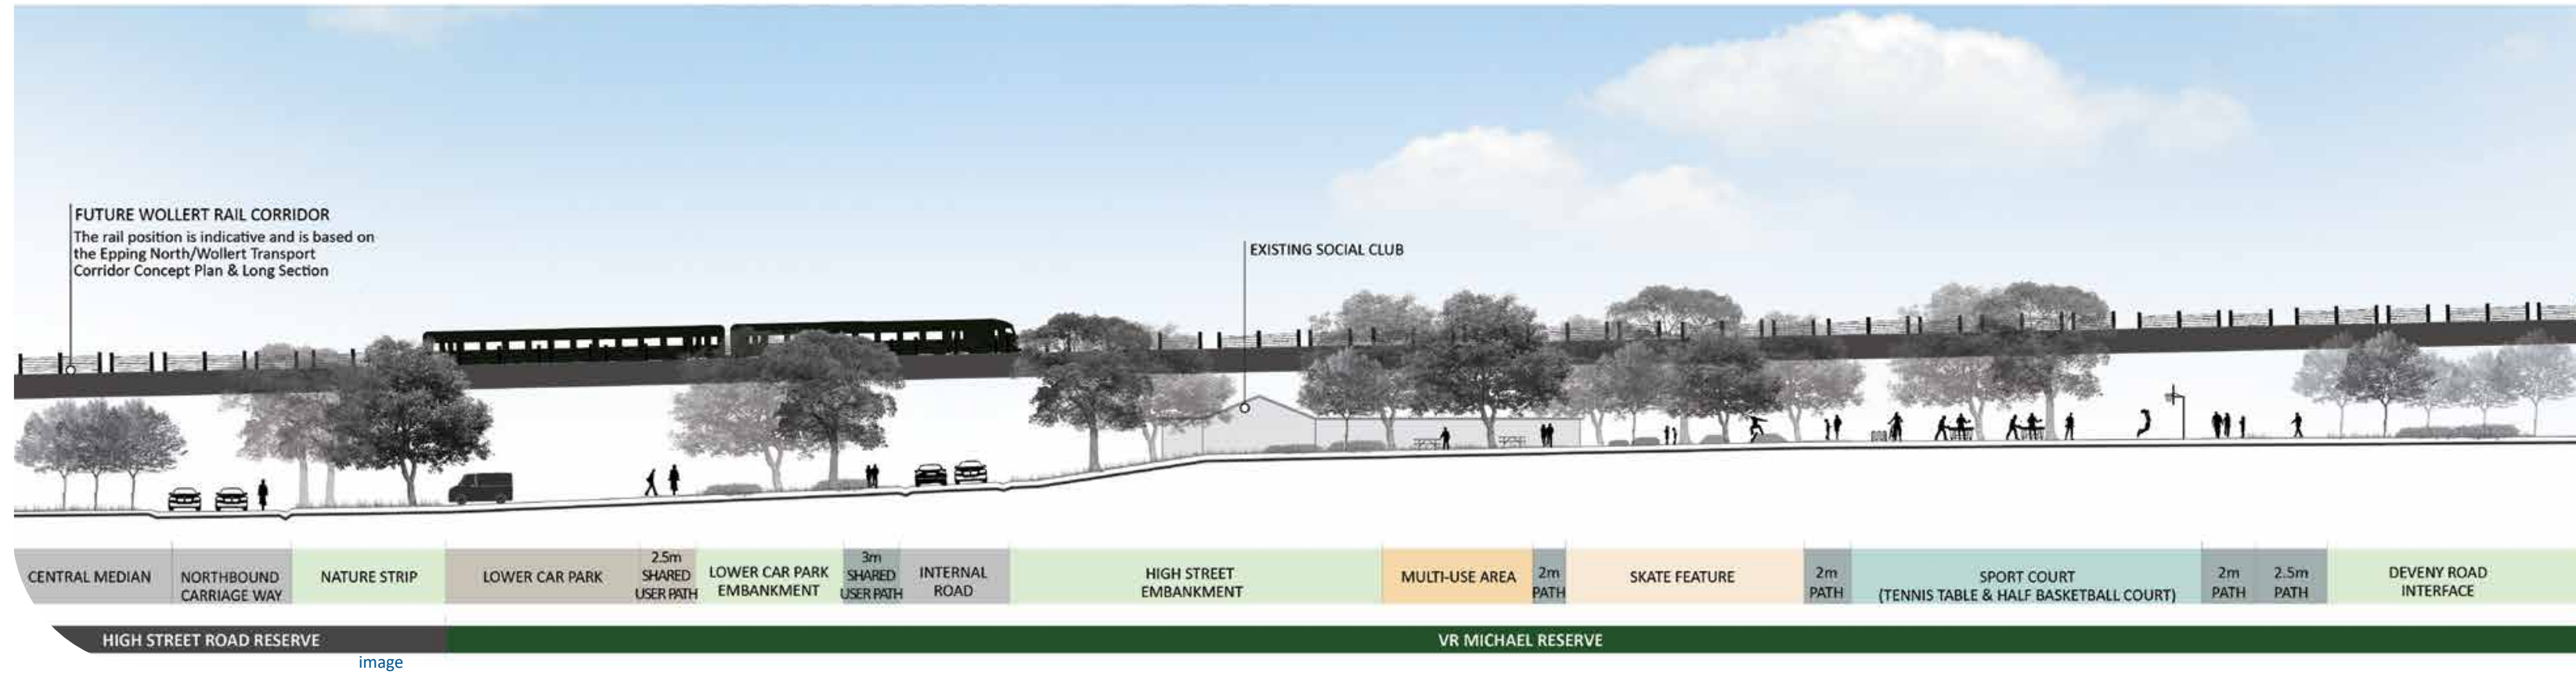 FUTURE WOLLERT RAIL CORRIDOR
The rail position is indicative and is based on
the Epping North/Wollert Transport
Corridor Concept Plan & Long Section
EXISTING SOCIAL CLUB
CENTRAL MEDIAN
NORTHBOUND
CARRIAGE WAY
NATURE STRIP
LOWER CAR PARK
2.5m
SHARED
USER PATH
LOWER CAR PARK
EMBANKMENT
3m
SHARED
USER PATH
INTERNAL
ROAD
HIGH STREET
EMBANKMENT
MULTI-USE AREA
2m
PATH
SKATE FEATURE
2m
PATH
SPORT COURT
(TENNIS TABLE & HALF BASKETBALL COURT)
2m
PATH
2.5m
PATH
DEVENY ROAD
INTERFACE
HIGH STREET ROAD RESERVE
VR MICHAEL RESERVE
image